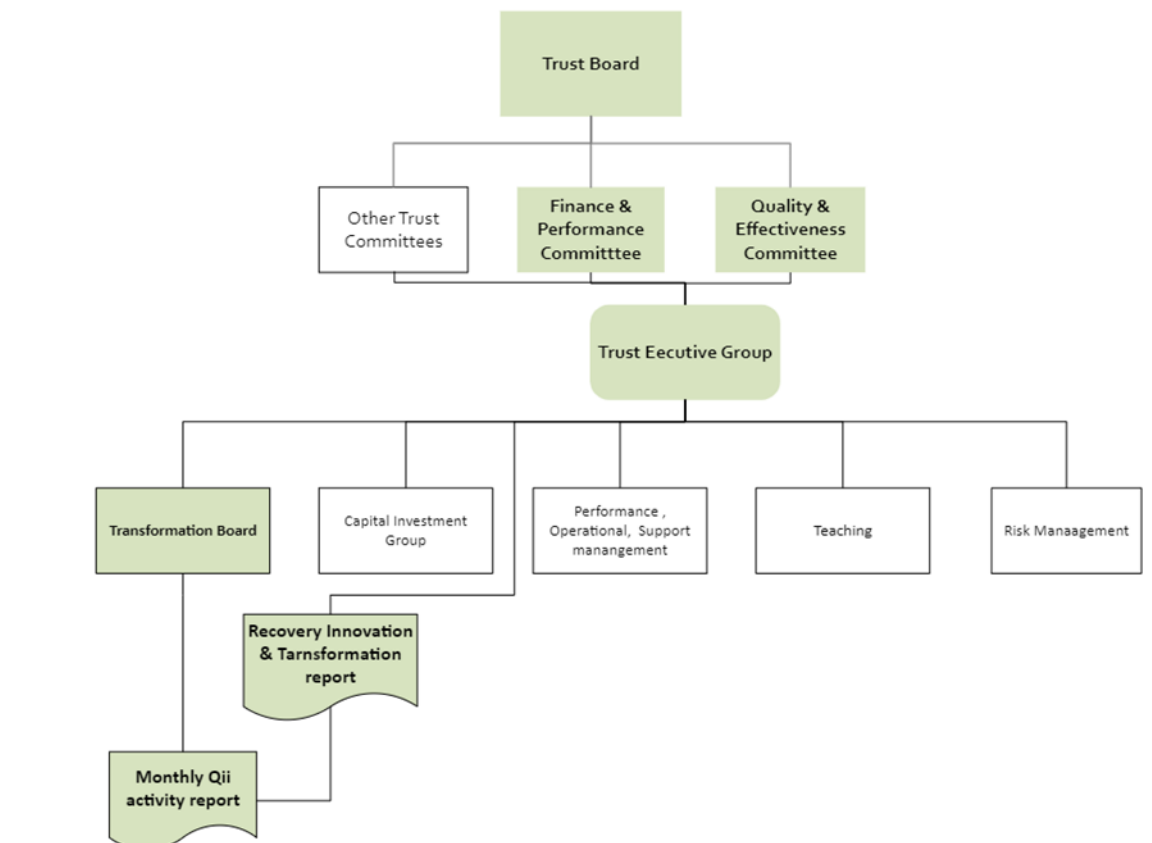 Trust Board
Other Trust
Committees
Finance &
Performance
Committtee
Quality &
Effectiveness
Committee
Trust Eecutive Group
Transformation Board
Capital Investment
Group
Performance ,
Operational, Support
manangement
Teaching
Risk Manaagement
Recovery Innovation
& Tarnsformation
report
Monthly Qii
activity report